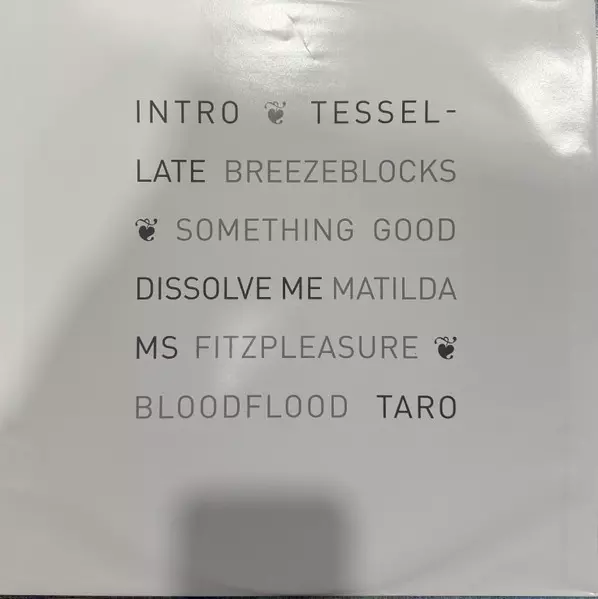 INTRO ❦ TESSEL-
LATE BREEZEBLOCKS
❦ SOMETHING GOOD
DISSOLVE ME MATILDA
MS FITZPLEASURE ❦
BLOODFLOOD TARO